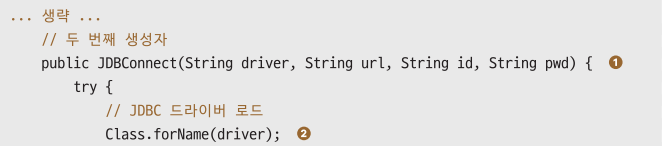 ... 생략 ...
// 두 번째 생성자
public JDBConnect(String driver, String url, String id, String pwd) { ❶
try {
// JDBC 드라이버 로드
Class.forName(driver); ❷